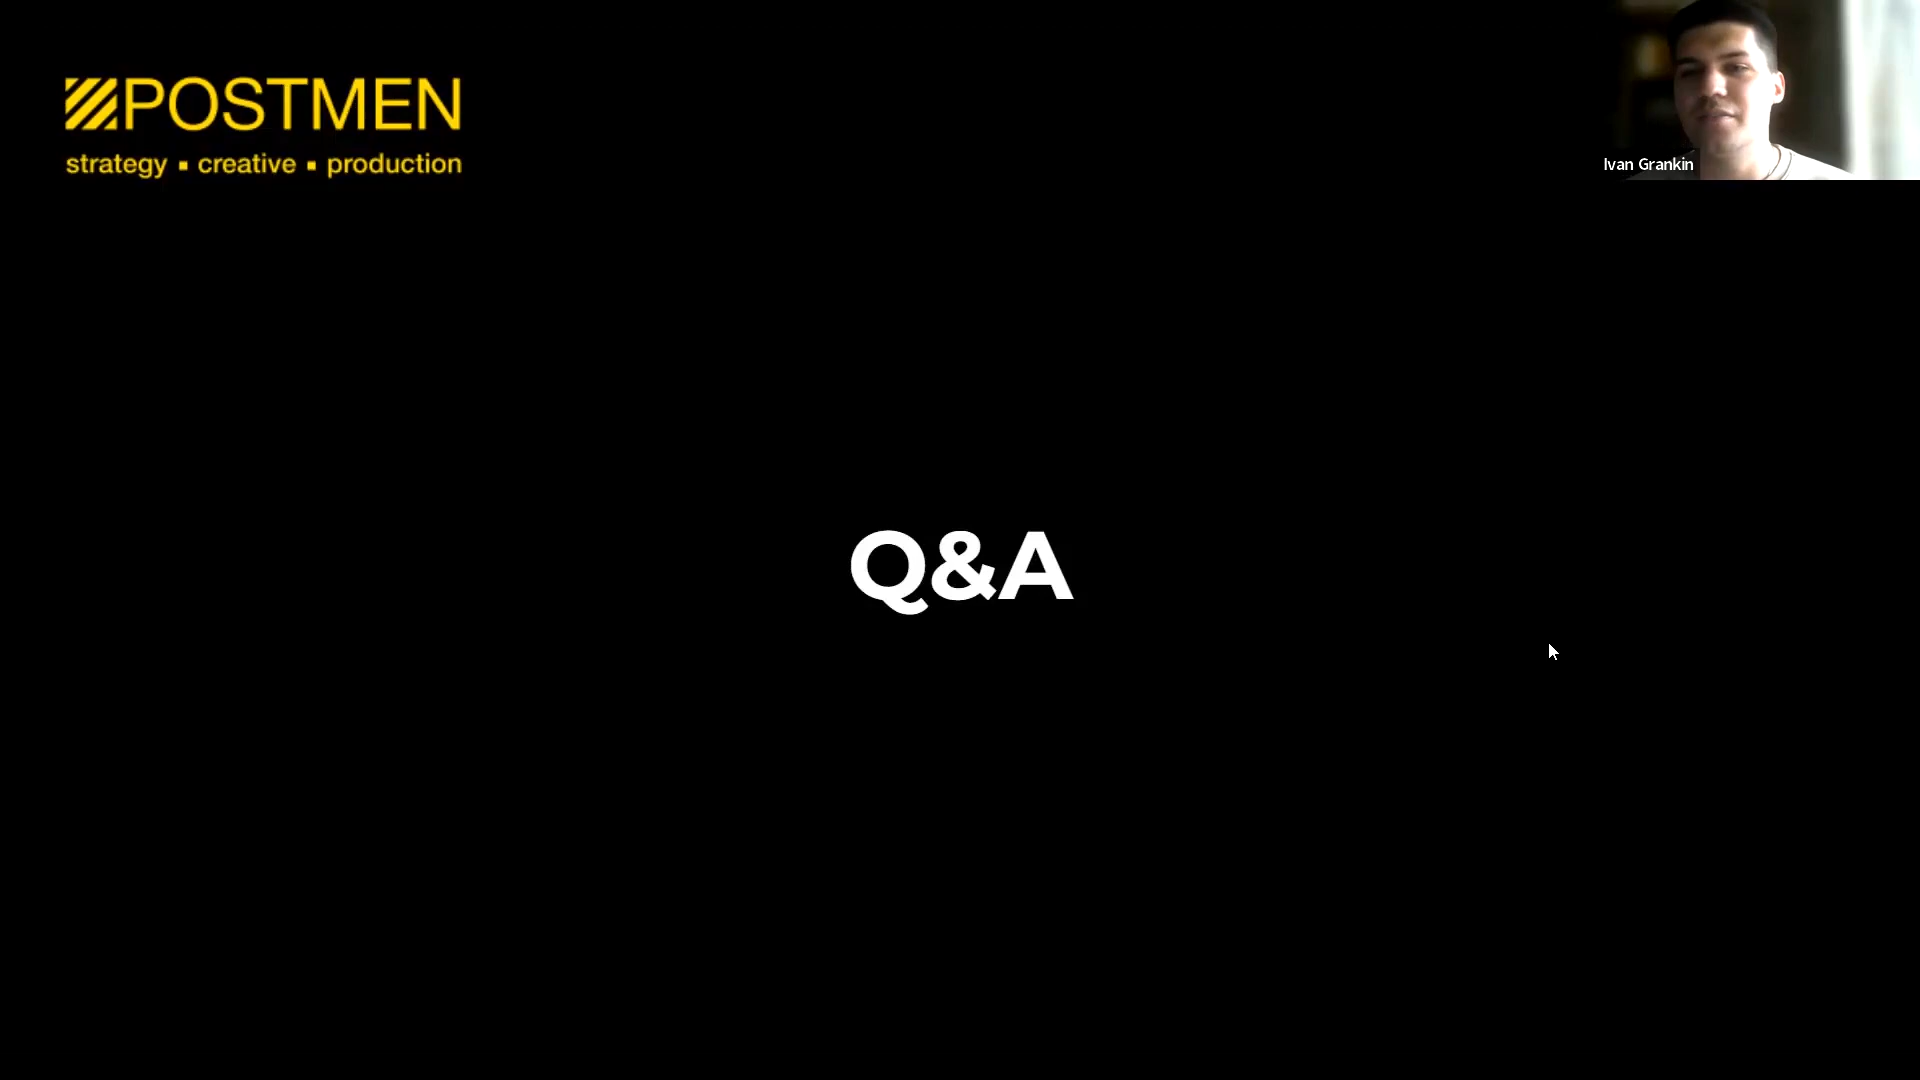 POSTMEN
strategy ▪ creative ▪ production
Ivan Grankin
Q&A